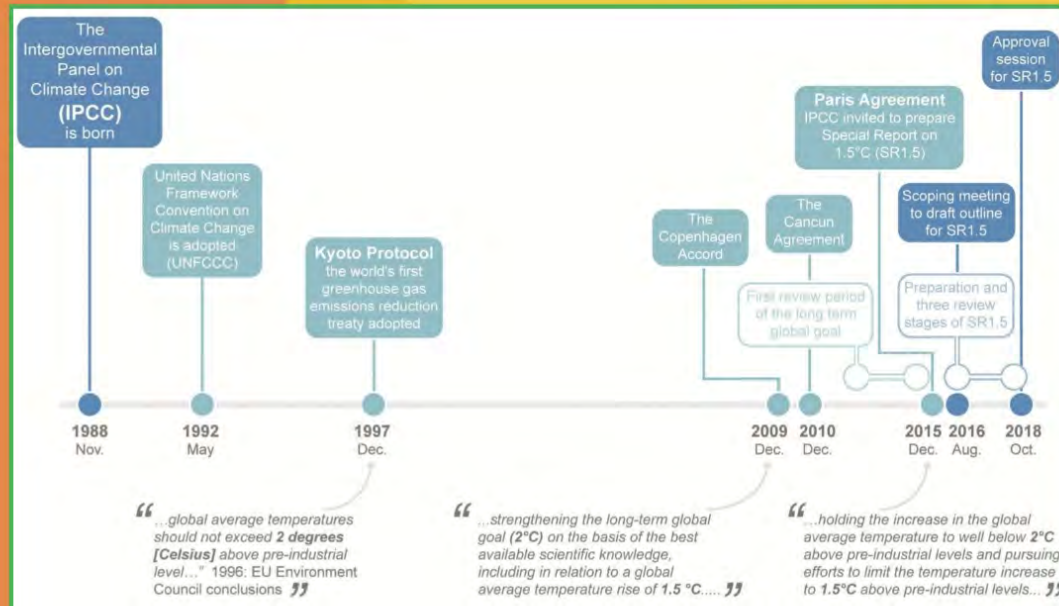 The
Intergovernmental
Panel on
Climate Change
(IPCC)
is born
United Nations
Framework
Convention on
Climate Change
is adopted
(UNFCCC)
Kyoto Protocol
the world's first
greenhouse gas
emissions reduction
treaty adopted
The
Copenhagen
Accord
The
Cancun
Agreement
First review period
of the long term
global goal
Paris Agreement
IPCC invited to prepare
Special Report on
1.5°C (SR1.5)
Scoping meeting
to draft outline
for SR1.5
Preparation and
three review
stages of SR1.5
Approval
session
for SR1.5
1988
Nov.
1992
May
1997
Dec.
2009
Dec.
2010
Dec.
2015
Dec.
2016
Aug.
2018
Oct.
“ ...global average temperatures
should not exceed 2 degrees
[Celsius] above pre-industrial
level...” 1996: EU Environment
Council conclusions ”
“ ...strengthening the long-term global
goal (2°C) on the basis of the best
available scientific knowledge,
including in relation to a global
average temperature rise of 1.5 °C..... ”
“ ...holding the increase in the global
average temperature to well below 2°C
above pre-industrial levels and pursuing
efforts to limit the temperature increase
to 1.5°C above pre-industrial levels... ”